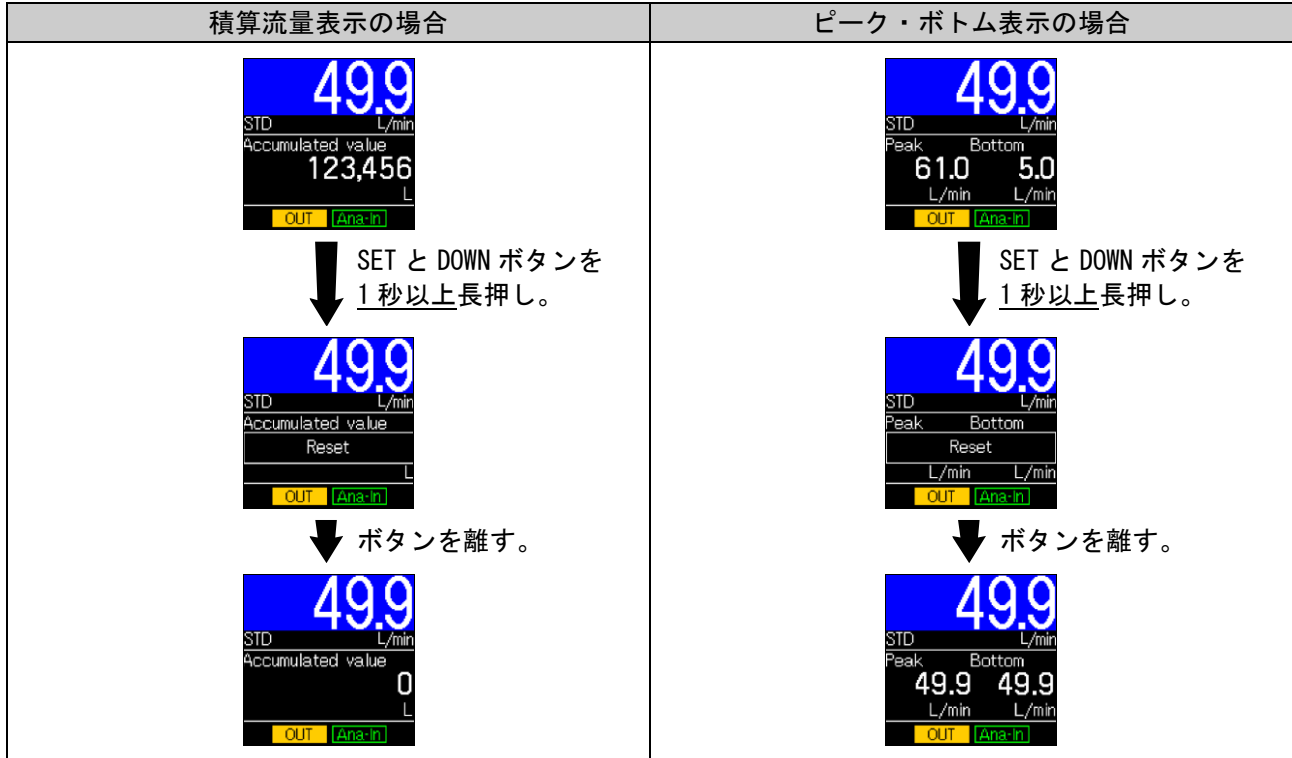 積算流量表示の場合
49.9
STD L/min
Accumulated value
123,456
L
OUT Ana-In
SET と DOWN ボタンを
1 秒以上長押し。
49.9
STD L/min
Accumulated value
Reset
L
OUT Ana-In
ボタンを離す。
49.9
STD L/min
Accumulated value
0
L
OUT Ana-In
ピーク・ボトム表示の場合
49.9
STD L/min
Peak Bottom
61.0 5.0
L/min L/min
OUT Ana-In
SET と DOWN ボタンを
1 秒以上長押し。
49.9
STD L/min
Peak Bottom
Reset
L/min L/min
OUT Ana-In
ボタンを離す。
49.9
STD L/min
Peak Bottom
49.9 49.9
L/min L/min
OUT Ana-In